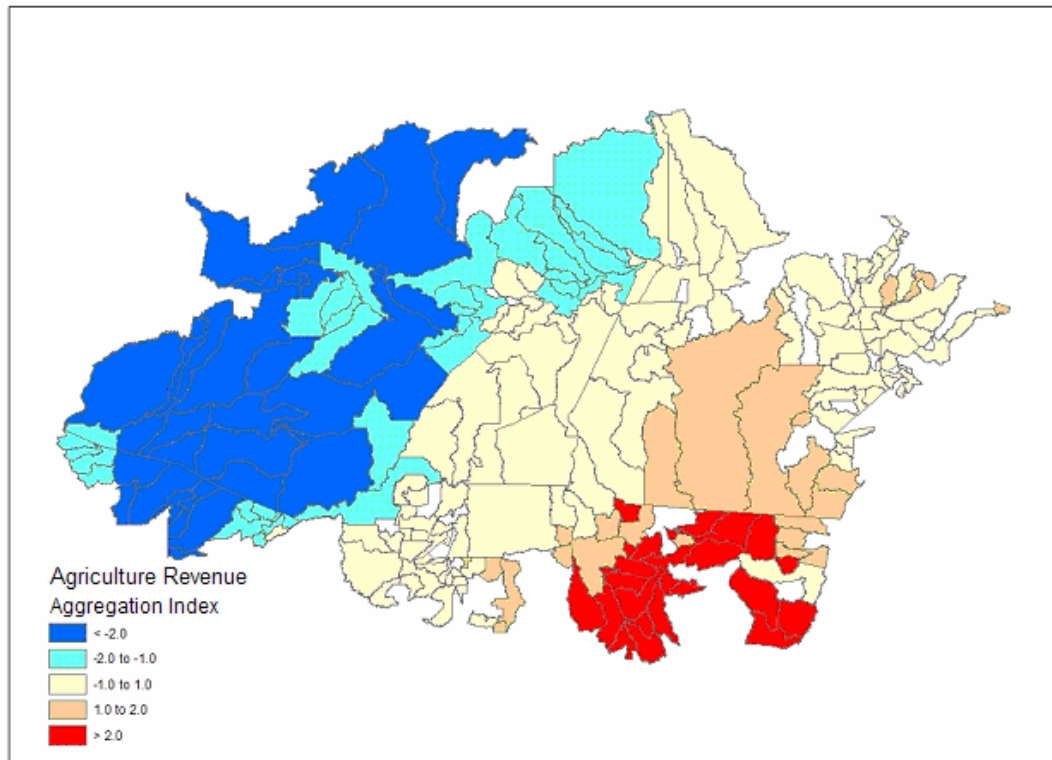 Agriculture Revenue
Aggregation Index
< -2.0
-2.0 to -1.0
-1.0 to 1.0
1.0 to 2.0
> 2.0